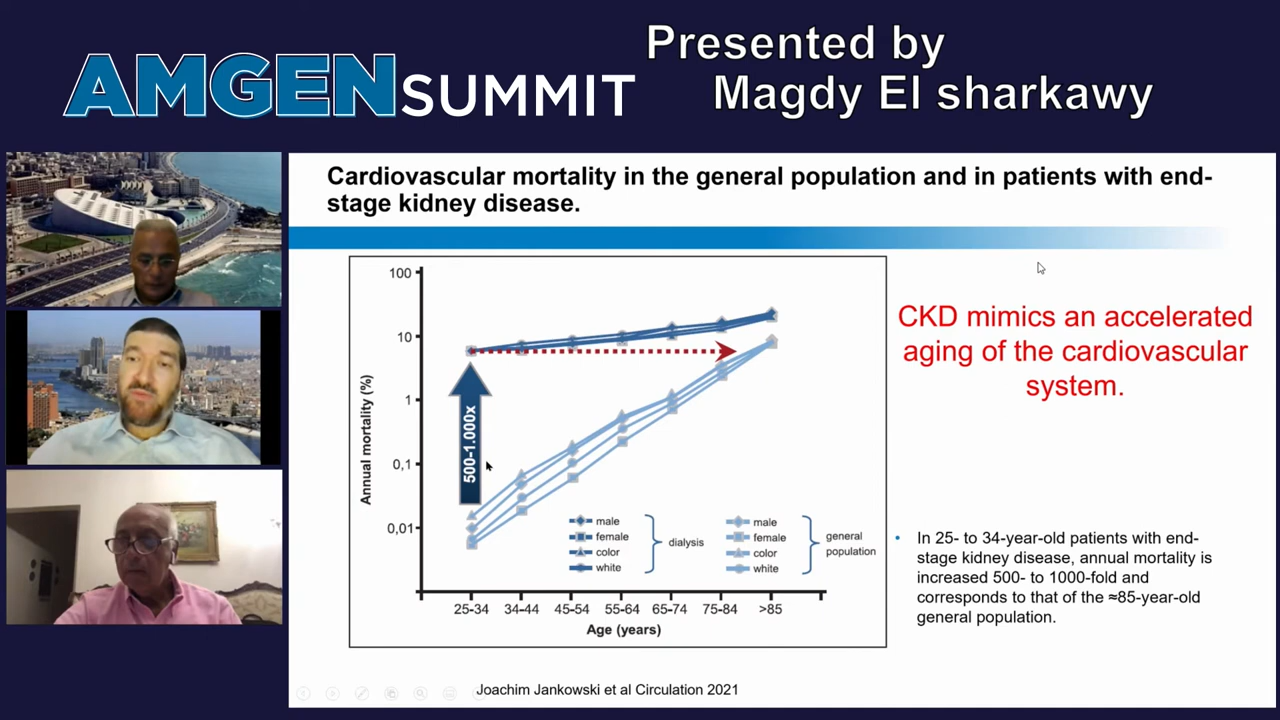 AMGEN SUMMIT
Presented by
Magdy El sharkawy
Cardiovascular mortality in the general population and in patients with end-
stage kidney disease.
100
10
1
0,1
0,01
Annual mortality (%)
500-1.000x
male
female
color
white
dialysis
male
female
color
white
general
population
25-34
34-44
45-54
55-64
65-74
75-84
>85
Age (years)
CKD mimics an accelerated
aging of the cardiovascular
system.
• In 25- to 34-year-old patients with end-
stage kidney disease, annual mortality is
increased 500- to 1000-fold and
corresponds to that of the ≈85-year-old
general population.
Joachim Jankowski et al Circulation 2021